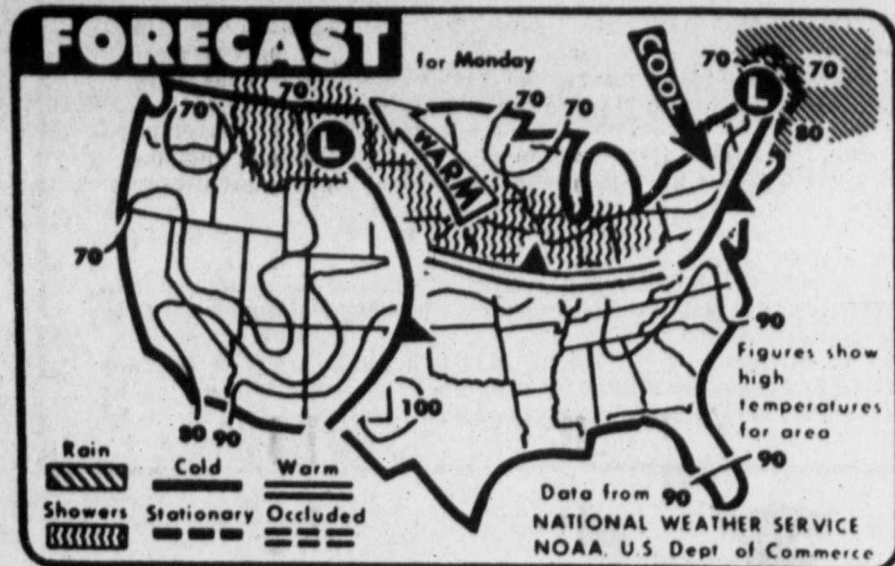 FORECAST
for Monday
COOL
70
70
L
80
70
70
L
WARM
70
70
70
90
Figures show
high
temperatures
for area
100
80
90
90
90
Rain
Cold
Warm
Showers
Stationary
Occluded
Data from
NATIONAL WEATHER SERVICE
NOAA, U.S Dept of Commerce